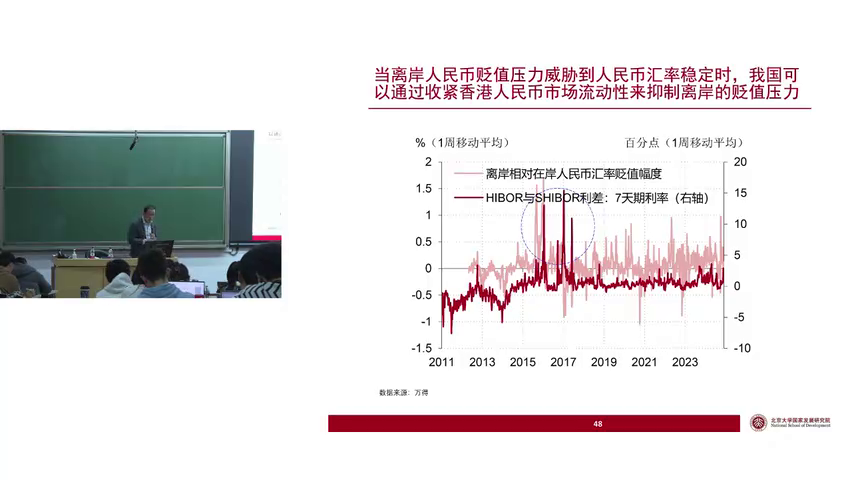 当离岸人民币贬值压力威胁到人民币汇率稳定时，我国可
以通过收紧香港人民币市场流动性来抑制离岸的贬值压力
%（1周移动平均）
百分点（1周移动平均）
离岸相对在岸人民币汇率贬值幅度
HIBOR与SHIBOR利差：7天期利率（右轴）
2
1.5
1
0.5
0
-0.5
-1
-1.5
20
15
10
5
0
-5
-10
2011 2013 2015 2017 2019 2021 2023
数据来源：万得
48
北京大学国家发展研究院
National School of Development